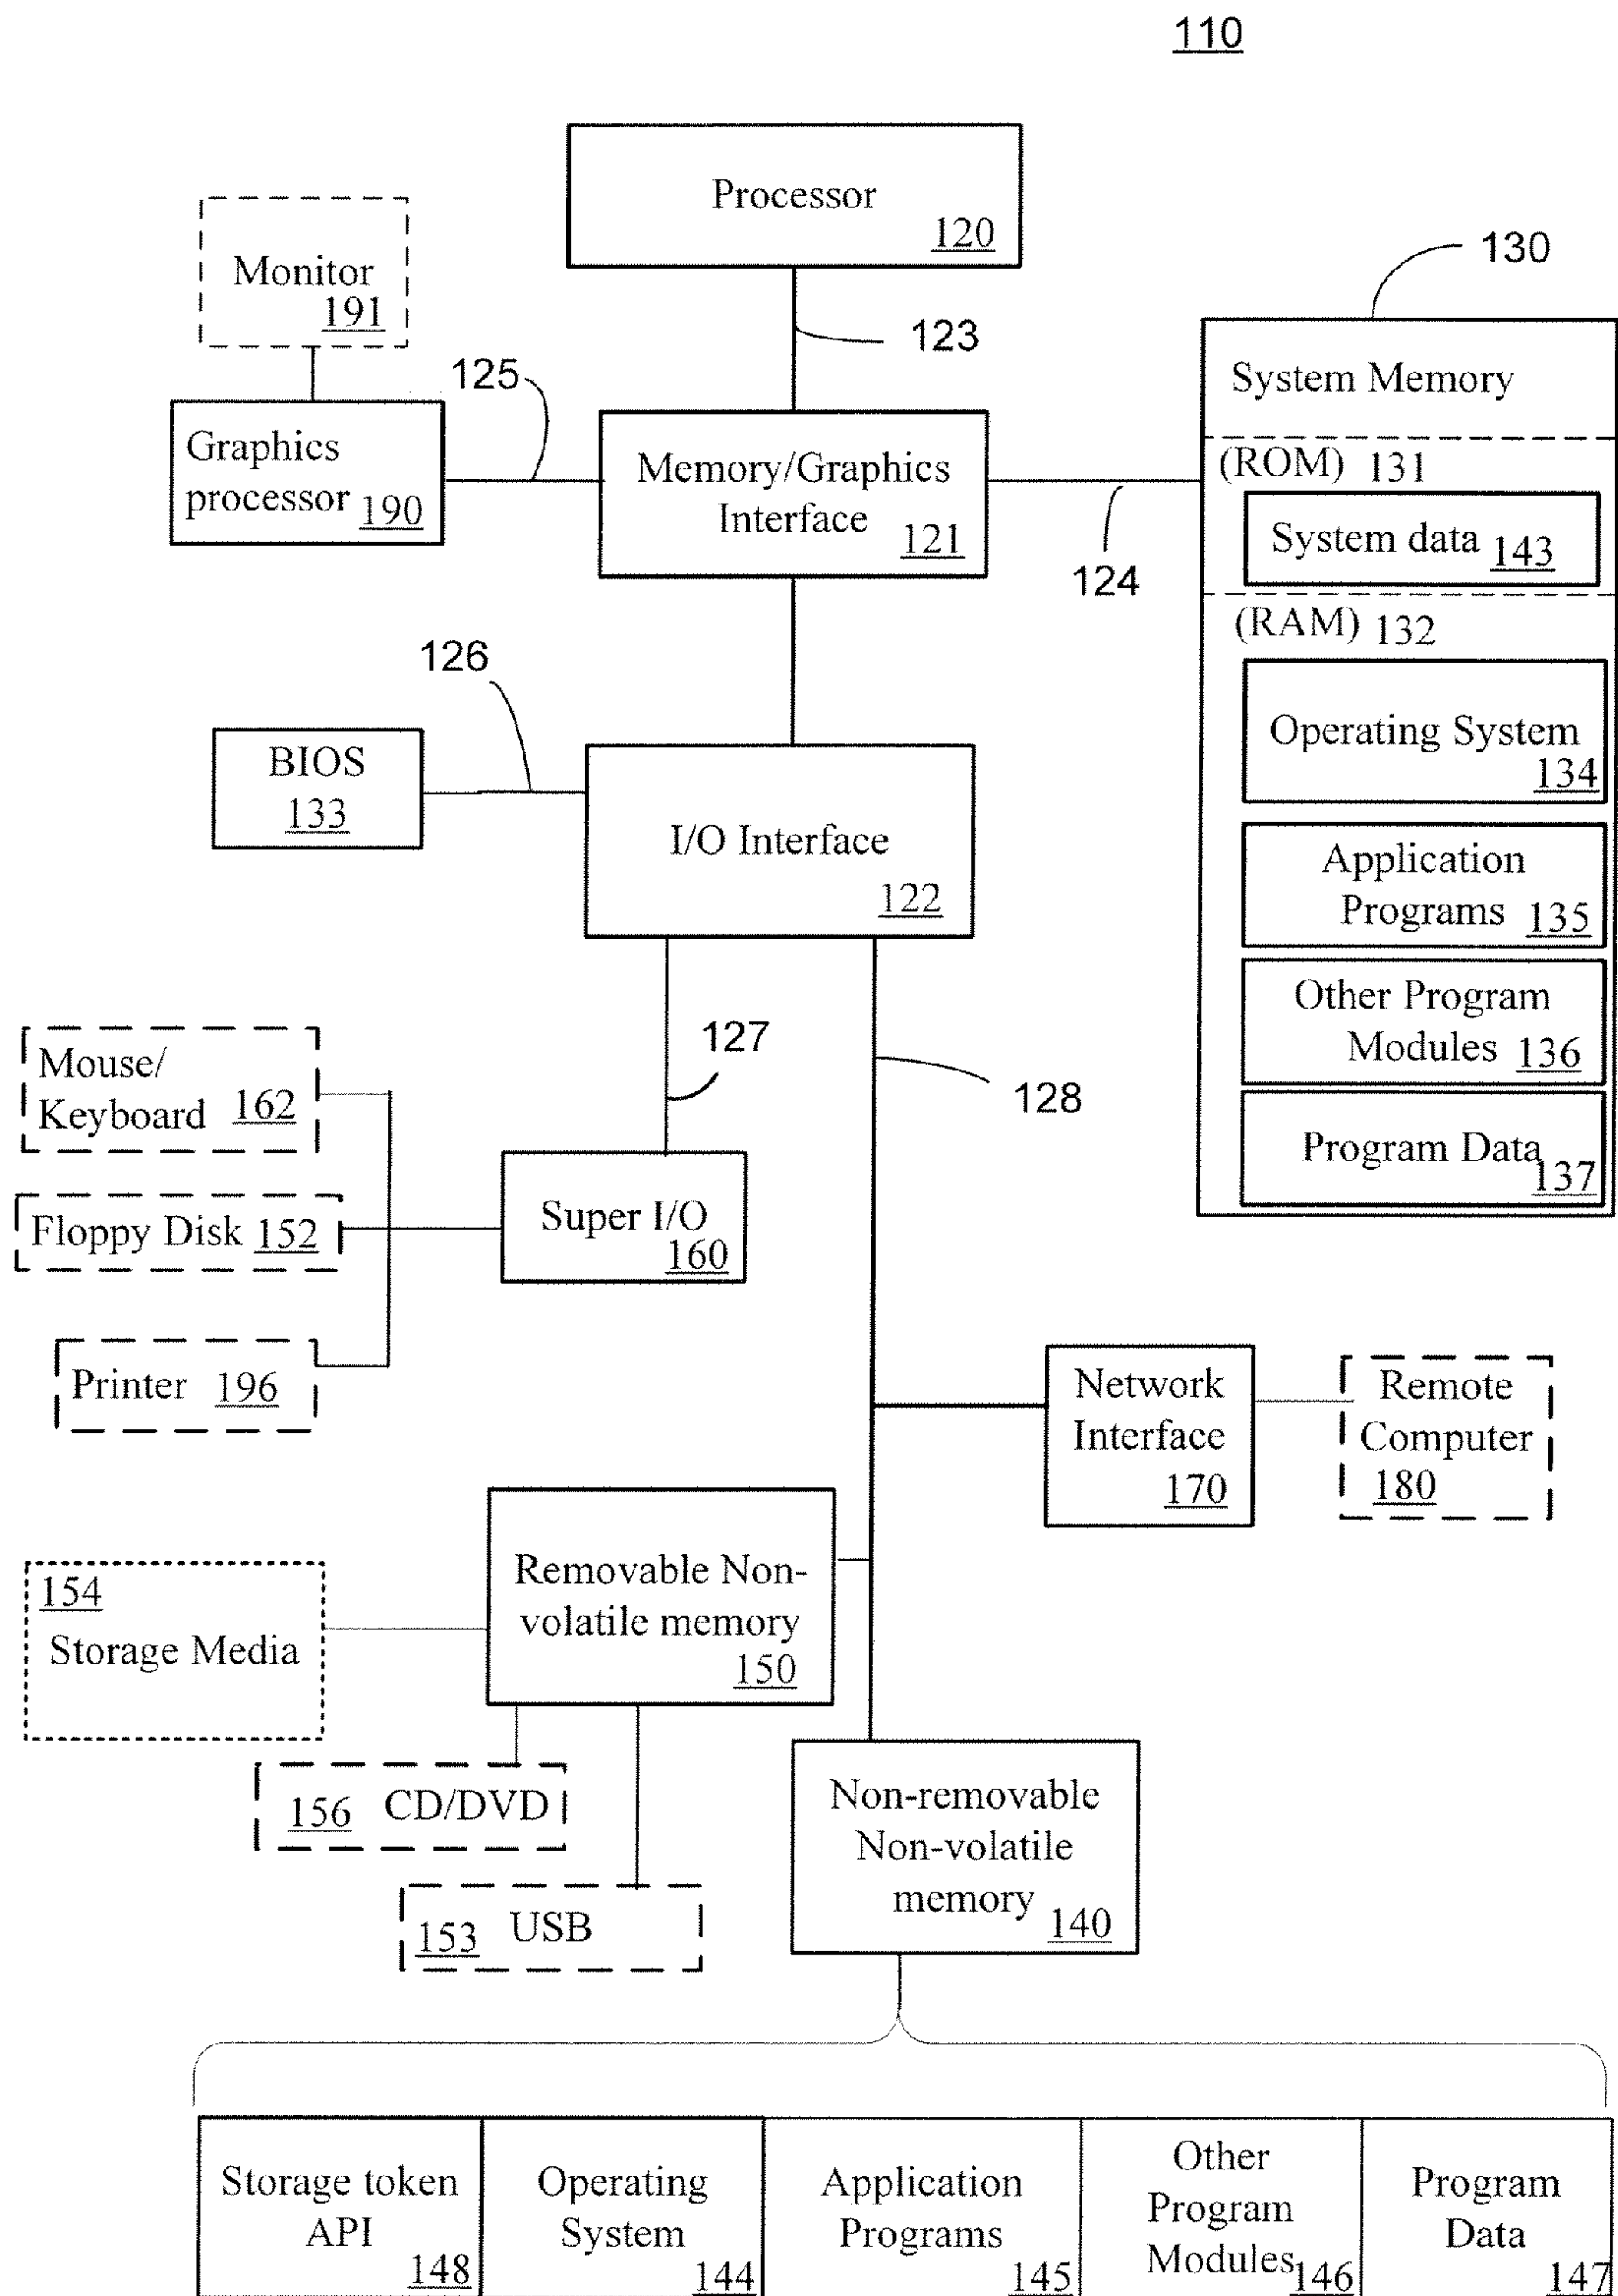 110
Processor
120
Monitor
191
130
123
125
System Memory
Graphics
processor 190
Memory/Graphics
Interface 121
(ROM) 131
System data 143
124
(RAM) 132
126
Operating System
134
BIOS
133
I/O Interface
122
Application
Programs 135
Other Program
Modules 136
127
128
Mouse/
Keyboard 162
Program Data
137
Super I/O
160
Floppy Disk 152
Printer 196
Network
Interface
170
Remote
Computer
180
154
Storage Media
Removable Non-
volatile memory
150
156 CD/DVD
Non-removable
Non-volatile
memory 140
153 USB
Storage token
API
148
Operating
System
144
Application
Programs
145
Other
Program
Modules 146
Program
Data
147